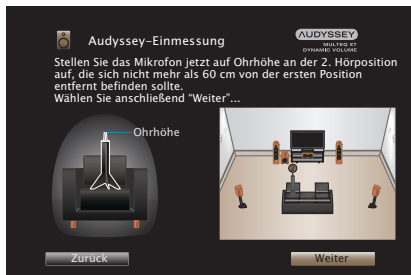 Audyssey-Einmessung
AUDYSSEY
MULTEQ XT
DYNAMIC VOLUME
Stellen Sie das Mikrofon jetzt auf Ohrhöhe an der 2. Hörposition
auf, die sich nicht mehr als 60 cm von der ersten Position
entfernt befinden sollte.
Wählen Sie anschließend “Weiter”...
Ohrhöhe
Zurück
Weiter